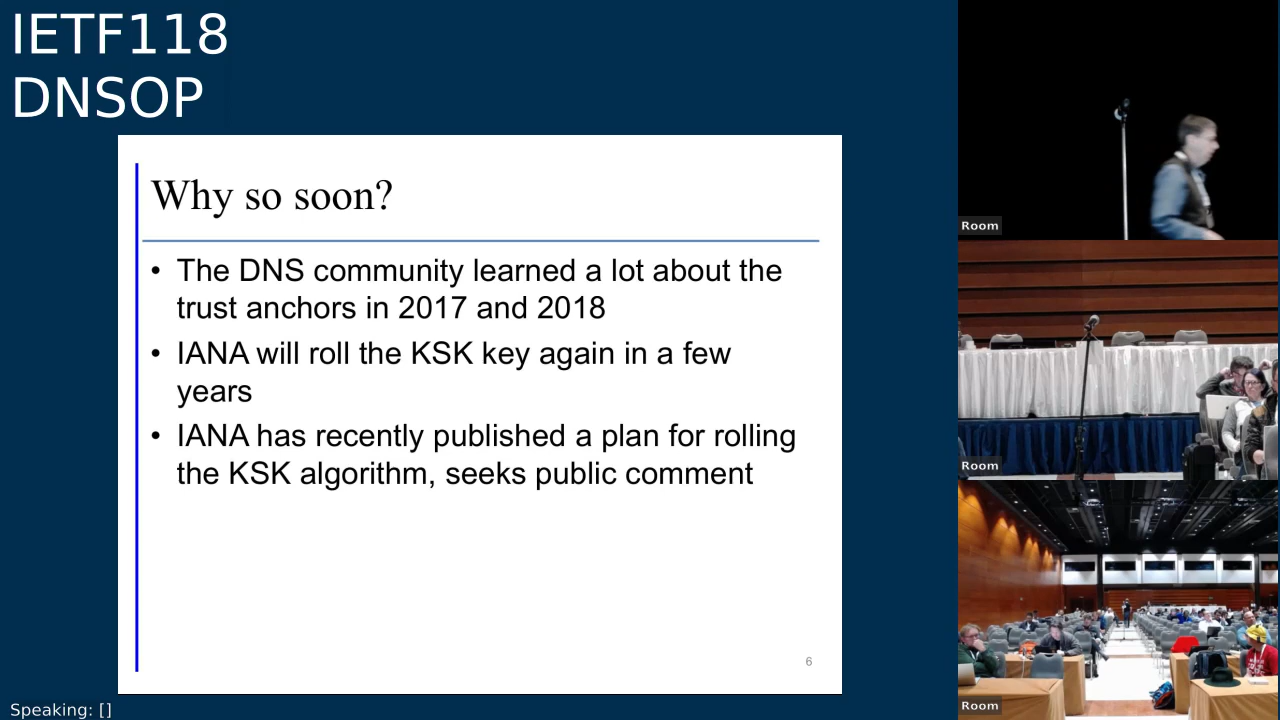 IETF118
DNSOP
Why so soon?
• The DNS community learned a lot about the
trust anchors in 2017 and 2018
• IANA will roll the KSK key again in a few
years
• IANA has recently published a plan for rolling
the KSK algorithm, seeks public comment
6
Room
Room
Room
Speaking: []